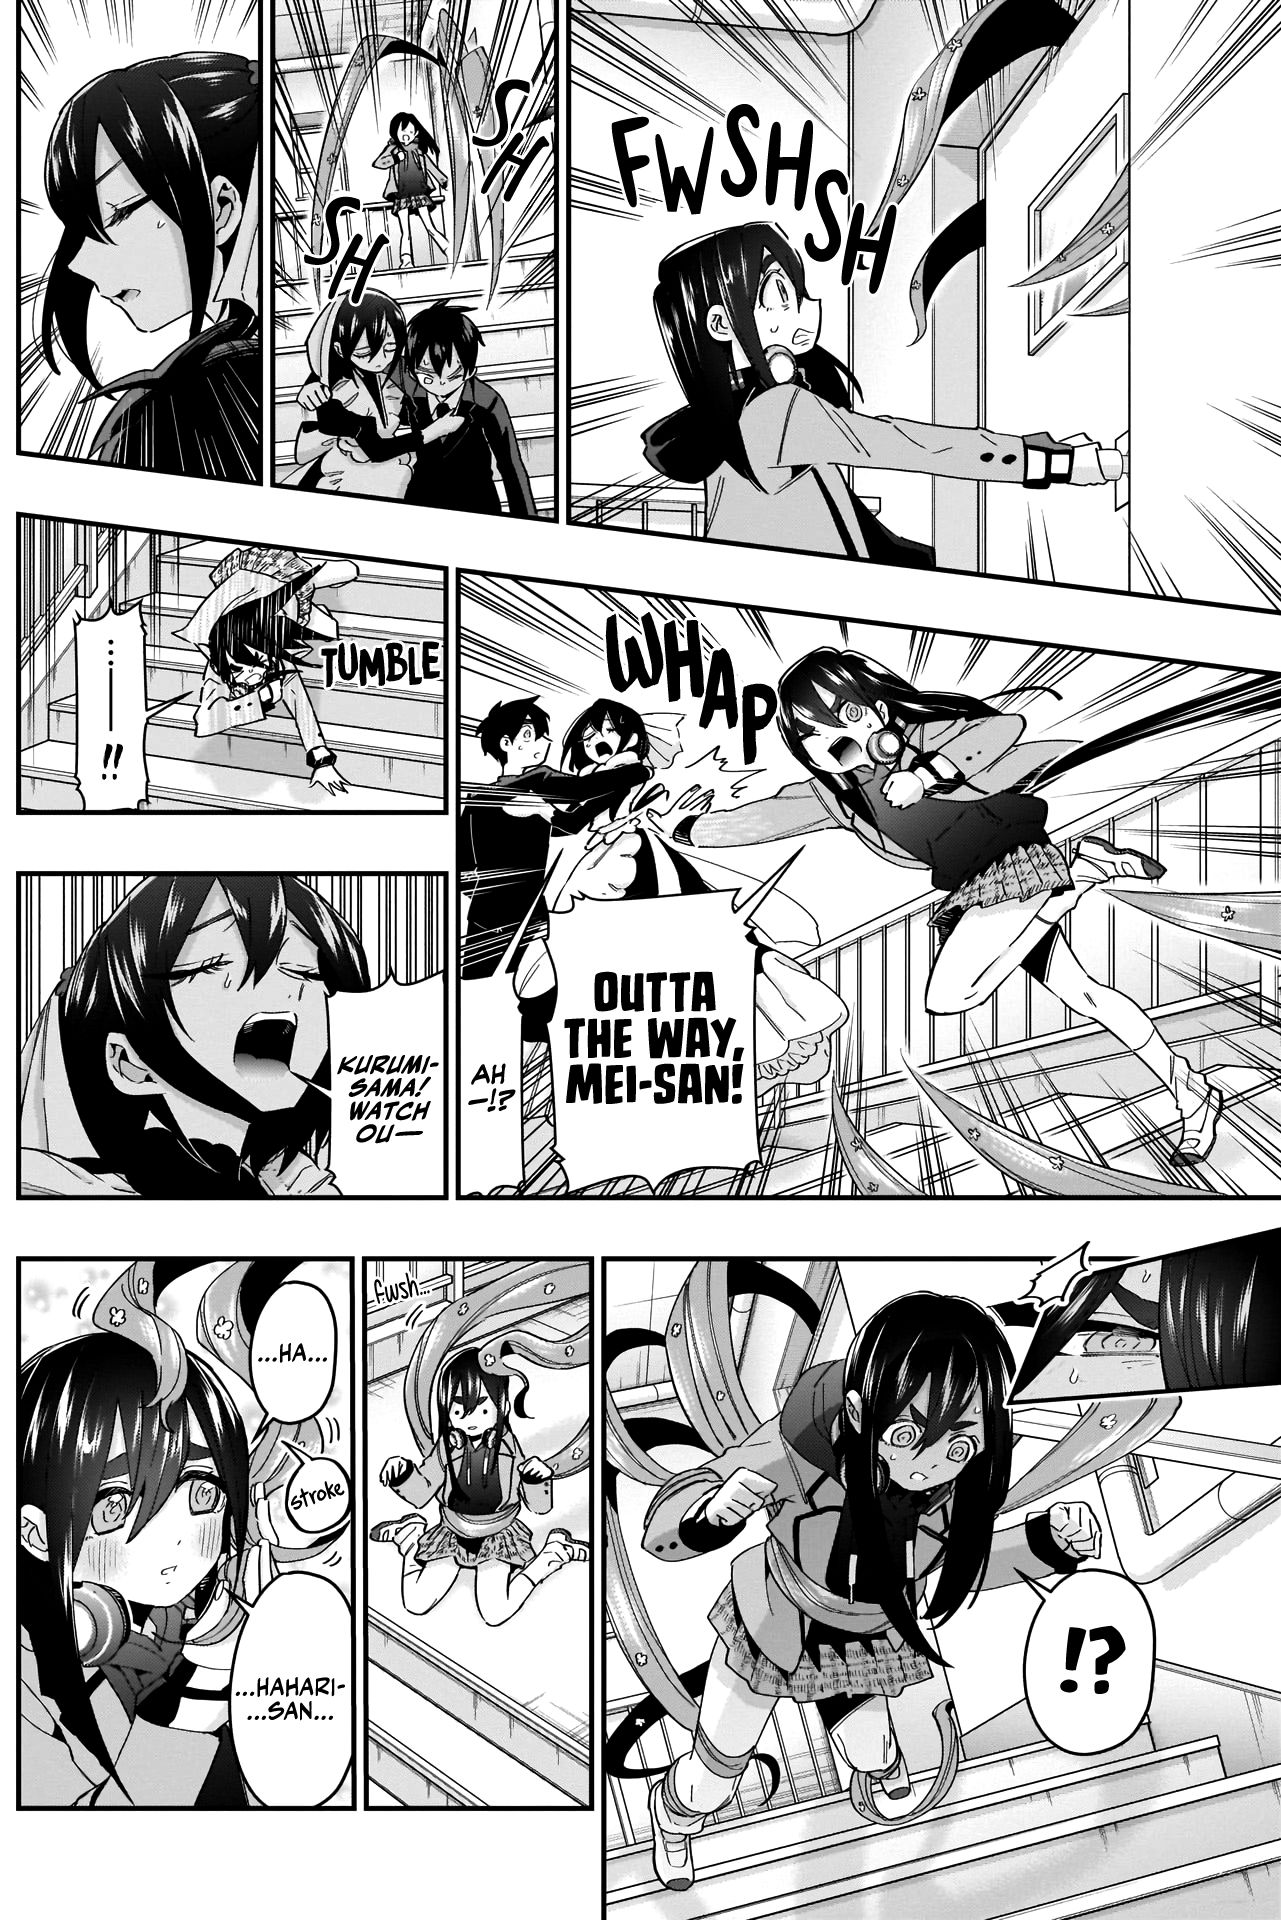 FWSHSH
SH
SH
WHAP
OUTTA
THE WAY,
MEI-SAN!
AH
—!?
TUMBLE
......—!!
KURUMI-
SAMA!
WATCH
OU—
!?
fwsh...
...HA...
stroke
...HAHARI-
...SAN...